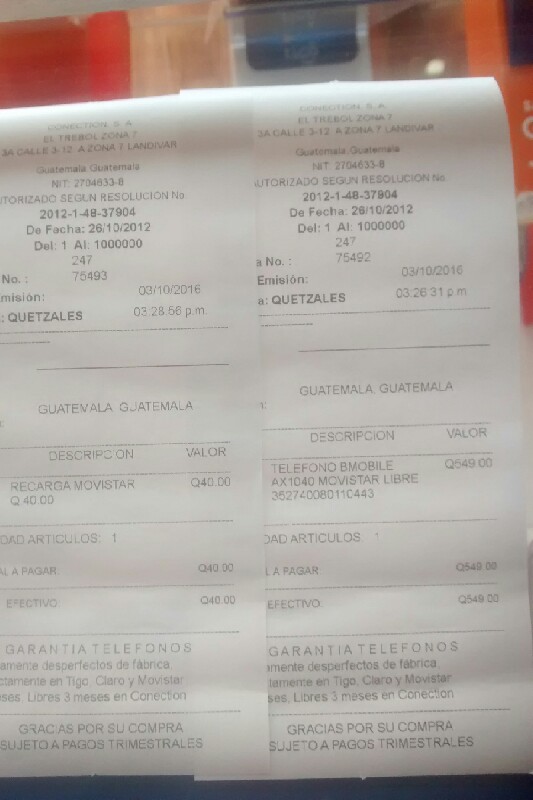 CONECTION, S.A.
EL TREBOL ZONA 7
3A CALLE 3-12 A ZONA 7 LANDIVAR
Guatemala, Guatemala
NIT: 2704633-8
UTORIZADO SEGUN RESOLUCION No
2012-1-48-37904
De Fecha: 26/10/2012
Del: 1 Al: 1000000
247
No. : 75493
Emisión: 03/10/2016
: QUETZALES 03:28:56 p.m.
GUATEMALA, GUATEMALA
DESCRIPCION VALOR
RECARGA MOVISTAR Q40.00
Q 40.00
DAD ARTICULOS: 1
AL A PAGAR: Q40.00
EFECTIVO: Q40.00
GARANTIA TELEFONOS
amente desperfectos de fábrica,
ctamente en Tigo, Claro y Movistar
ses, Libres 3 meses en Conection
GRACIAS POR SU COMPRA
SUJETO A PAGOS TRIMESTRALES
CONECTION, S.A.
EL TREBOL ZONA 7
3A CALLE 3-12 A ZONA 7 LANDIVAR
Guatemala, Guatemala
NIT: 2704633-8
AUTORIZADO SEGUN RESOLUCION No
2012-1-48-37904
De Fecha: 26/10/2012
Del: 1 Al: 1000000
247
a No. : 75492
Emisión: 03/10/2016
a: QUETZALES 03:26:31 p.m.
GUATEMALA, GUATEMALA
DESCRIPCION VALOR
TELEFONO BMOBILE Q549.00
AX1040 MOVISTAR LIBRE
352740080110443
DAD ARTICULOS: 1
L A PAGAR: Q549.00
EFECTIVO: Q549.00
GARANTIA TELEFONOS
amente desperfectos de fábrica,
ctamente en Tigo, Claro y Movistar
ses, Libres 3 meses en Conection
GRACIAS POR SU COMPRA
SUJETO A PAGOS TRIMESTRALES